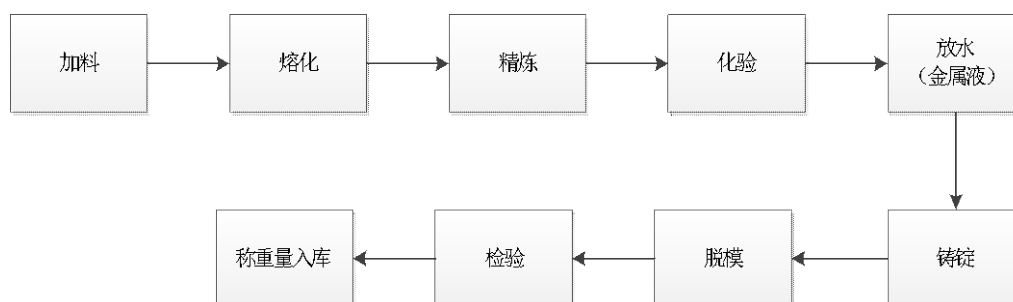 加料
熔化
精炼
化验
放水
（金属液）
铸锭
脱模
检验
称重量入库